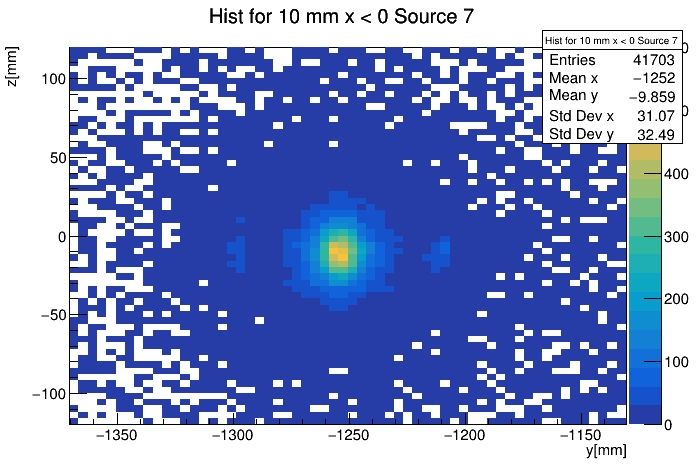 Hist for 10 mm x < 0 Source 7
Hist for 10 mm x < 0 Source 7
Entries 41703
Mean x −1252
Mean y −9.859
Std Dev x 31.07
Std Dev y 32.49
z[mm]
100
50
0
−50
−100
−1350 −1300 −1250 −1200 −1150
y[mm]
400
300
200
100
0